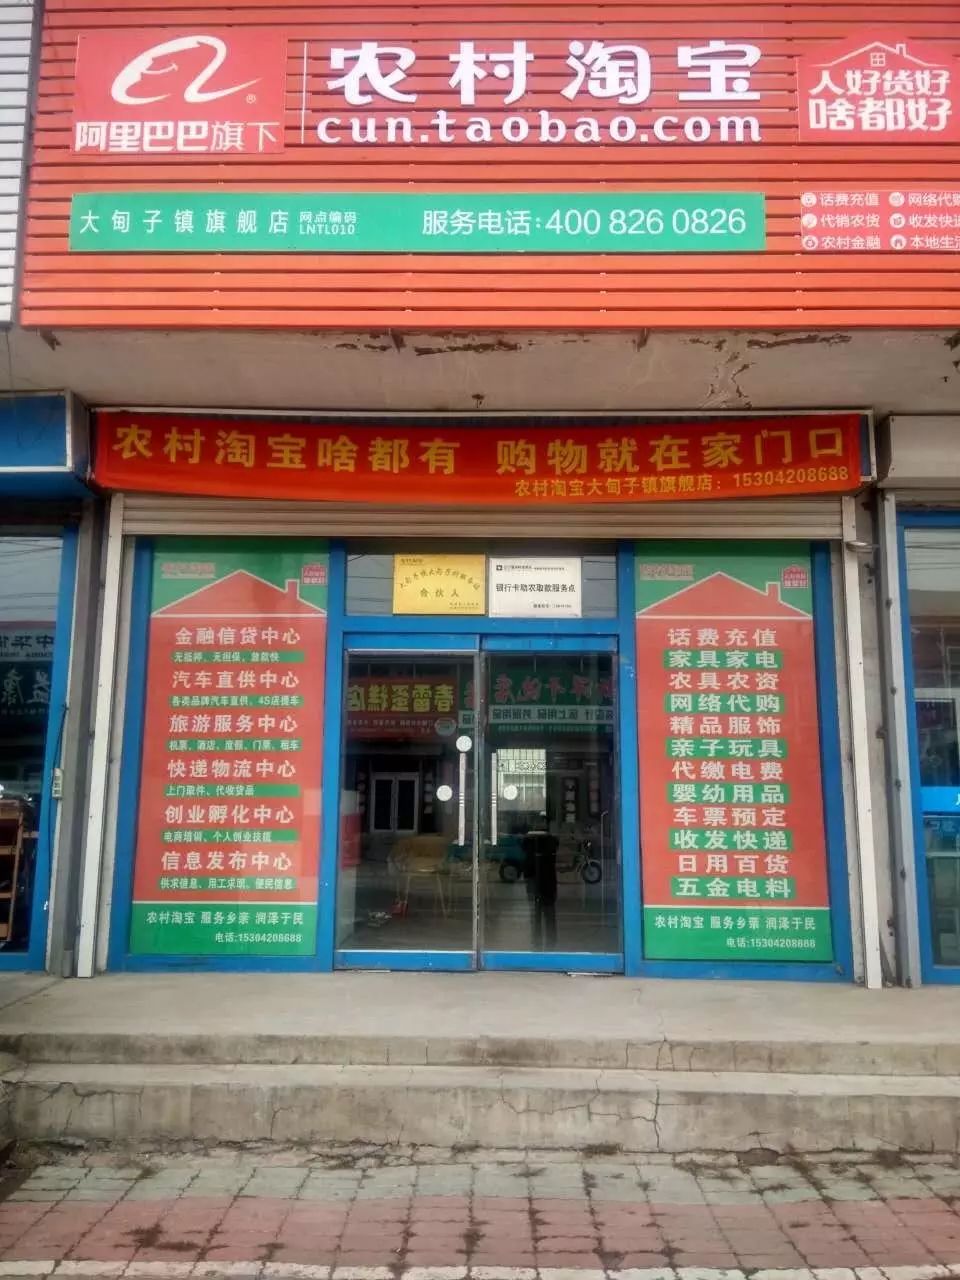 阿里巴巴旗下
农村淘宝
cun.taobao.com
人好货好
啥都好
大甸子镇旗舰店
网点编码
LNTL010
服务电话:400 826 0826
话费充值
网络代购
代销农货
收发快递
农村金融
本地生活
农村淘宝啥都有 购物就在家门口
农村淘宝大甸子镇旗舰店：15304208688
合伙人
银行卡助农取款服务点
金融信贷中心
无抵押、无担保、放款快
汽车直供中心
各类品牌汽车直供、4S店提车
旅游服务中心
机票、酒店、度假、门票、租车
快递物流中心
上门取件、代收货品
创业孵化中心
电商培训、个人创业扶植
信息发布中心
供求信息、用工求职、便民信息
农村淘宝 服务乡亲 润泽于民
电话:15304208688
话费充值
家具家电
农具农资
网络代购
精品服饰
亲子玩具
代缴电费
婴幼用品
车票预定
收发快递
日用百货
五金电料
农村淘宝 服务乡亲 润泽于民
电话:15304208688
春雷蛋糕店